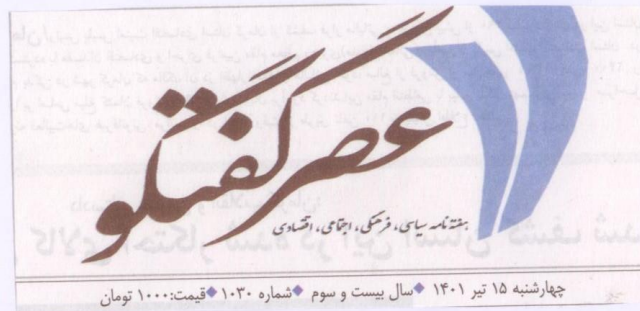 عصر گفتگو
هفته نامه سیاسی، فرهنگی، اجتماعی، اقتصادی
چهارشنبه ۱۵ تیر ۱۴۰۱ ◆سال بیست و سوم ◆شماره ۱۰۳۰ ◆قیمت:۱۰۰۰ تومان